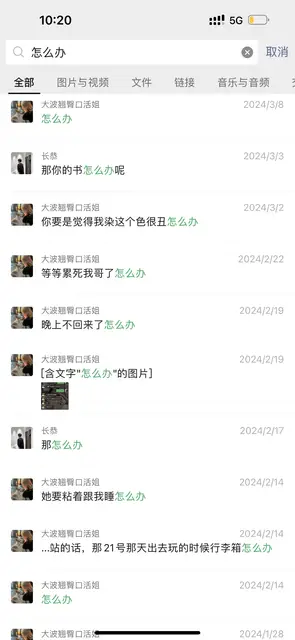 10:20
5G
怎么办
取消
全部 图片与视频 文件 链接 音乐与音频
大波翘臀口活姐 2024/3/8
怎么办
长恭 2024/3/3
那你的书怎么办呢
大波翘臀口活姐 2024/3/2
你要是觉得我染这个色很丑怎么办
大波翘臀口活姐 2024/2/22
等等累死我哥了怎么办
大波翘臀口活姐 2024/2/19
晚上不回来了怎么办
大波翘臀口活姐 2024/2/19
[含文字"怎么办"的图片]
长恭 2024/2/17
那怎么办
大波翘臀口活姐 2024/2/14
她要粘着跟我睡怎么办
大波翘臀口活姐 2024/2/14
...站的话，那21号那天出去玩的时候行李箱怎么办
大波翘臀口活姐 2024/2/14
怎么办
大波翘臀口活姐 2024/1/28